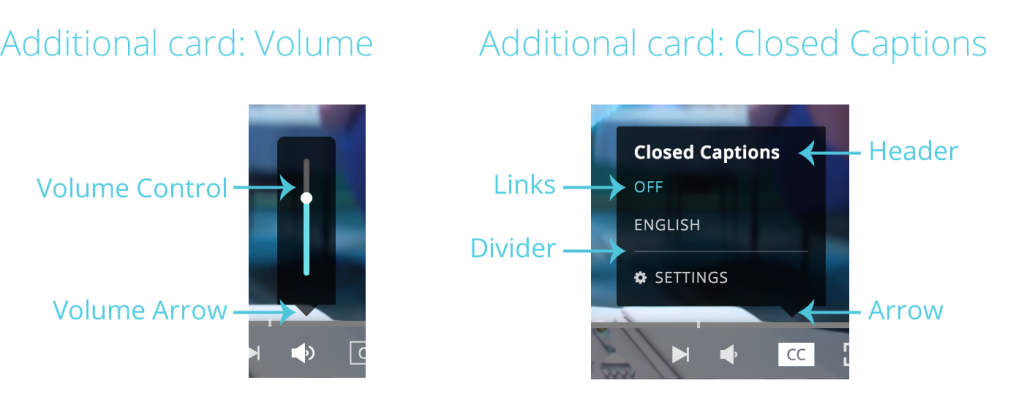 Additional card: Volume
Additional card: Closed Captions
Volume Control
Volume Arrow
Closed Captions
Header
Links
OFF
ENGLISH
Divider
SETTINGS
Arrow
CC